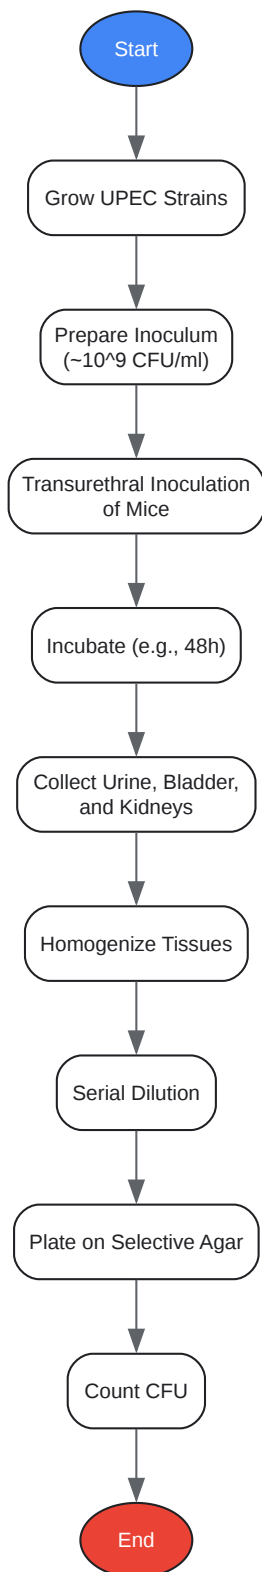 Start
Grow UPEC Strains
Prepare Inoculum
(~10^9 CFU/ml)
Transurethral Inoculation
of Mice
Incubate (e.g., 48h)
Collect Urine, Bladder,
and Kidneys
Homogenize Tissues
Serial Dilution
Plate on Selective Agar
Count CFU
End